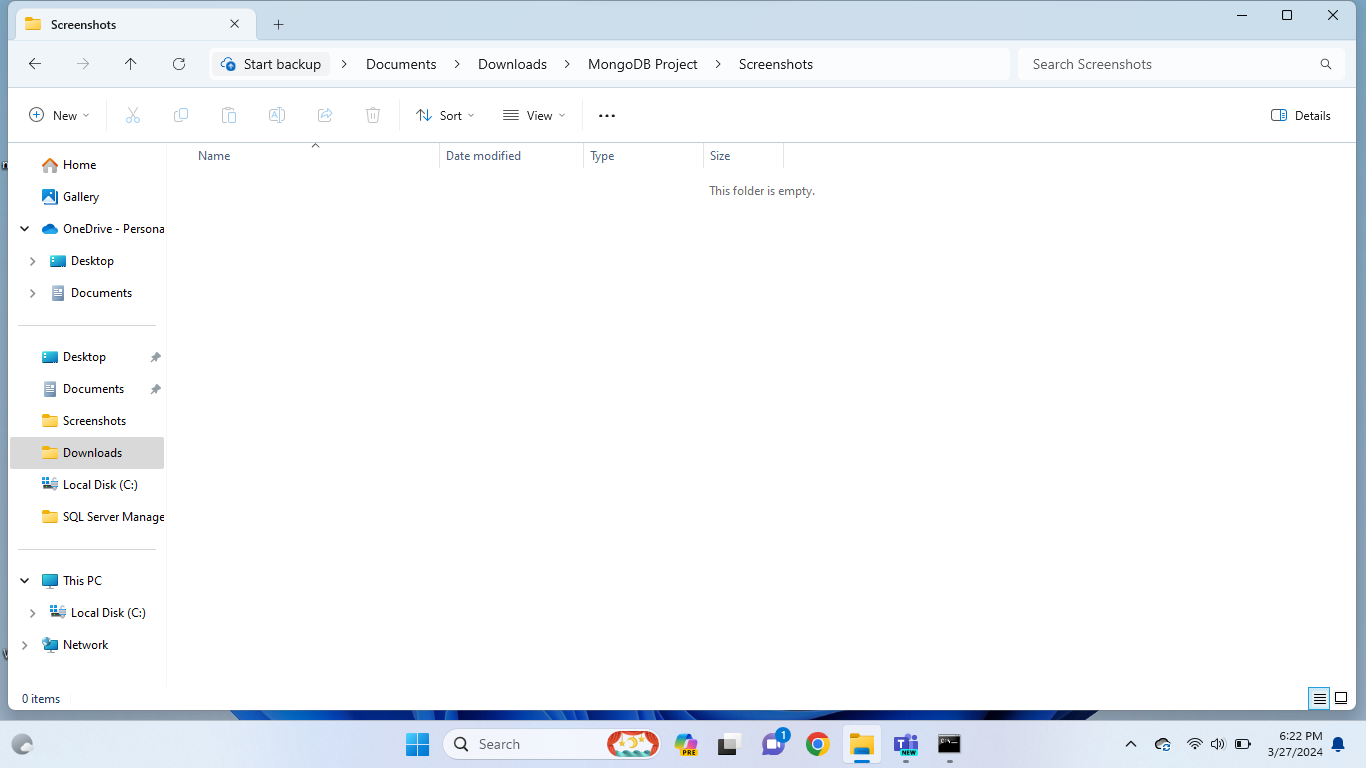 Screenshots
Start backup > Documents > Downloads > MongoDB Project > Screenshots
Search Screenshots
New
Sort
View
Details
Name
Date modified
Type
Size
This folder is empty.
Home
Gallery
OneDrive - Persona
Desktop
Documents
Desktop
Documents
Screenshots
Downloads
Local Disk (C:)
SQL Server Manage
This PC
Local Disk (C:)
Network
0 items
Search
PRE
1
NEW
6:22 PM
3/27/2024